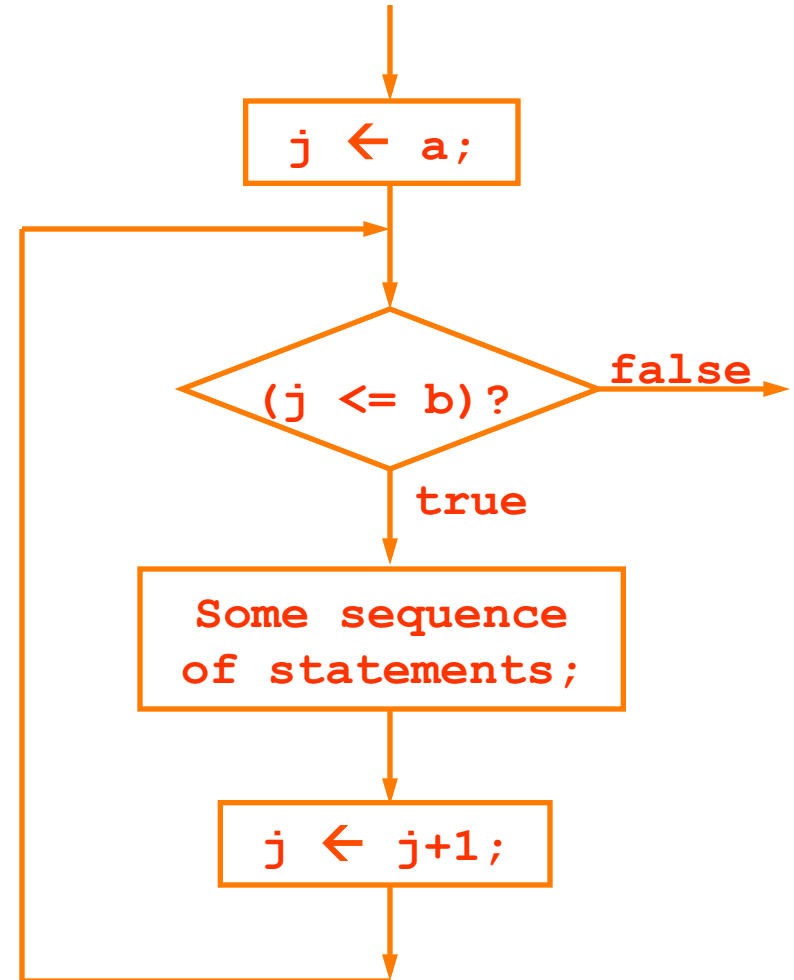 j ← a;
(j <= b)?
false
true
Some sequence
of statements;
j ← j+1;